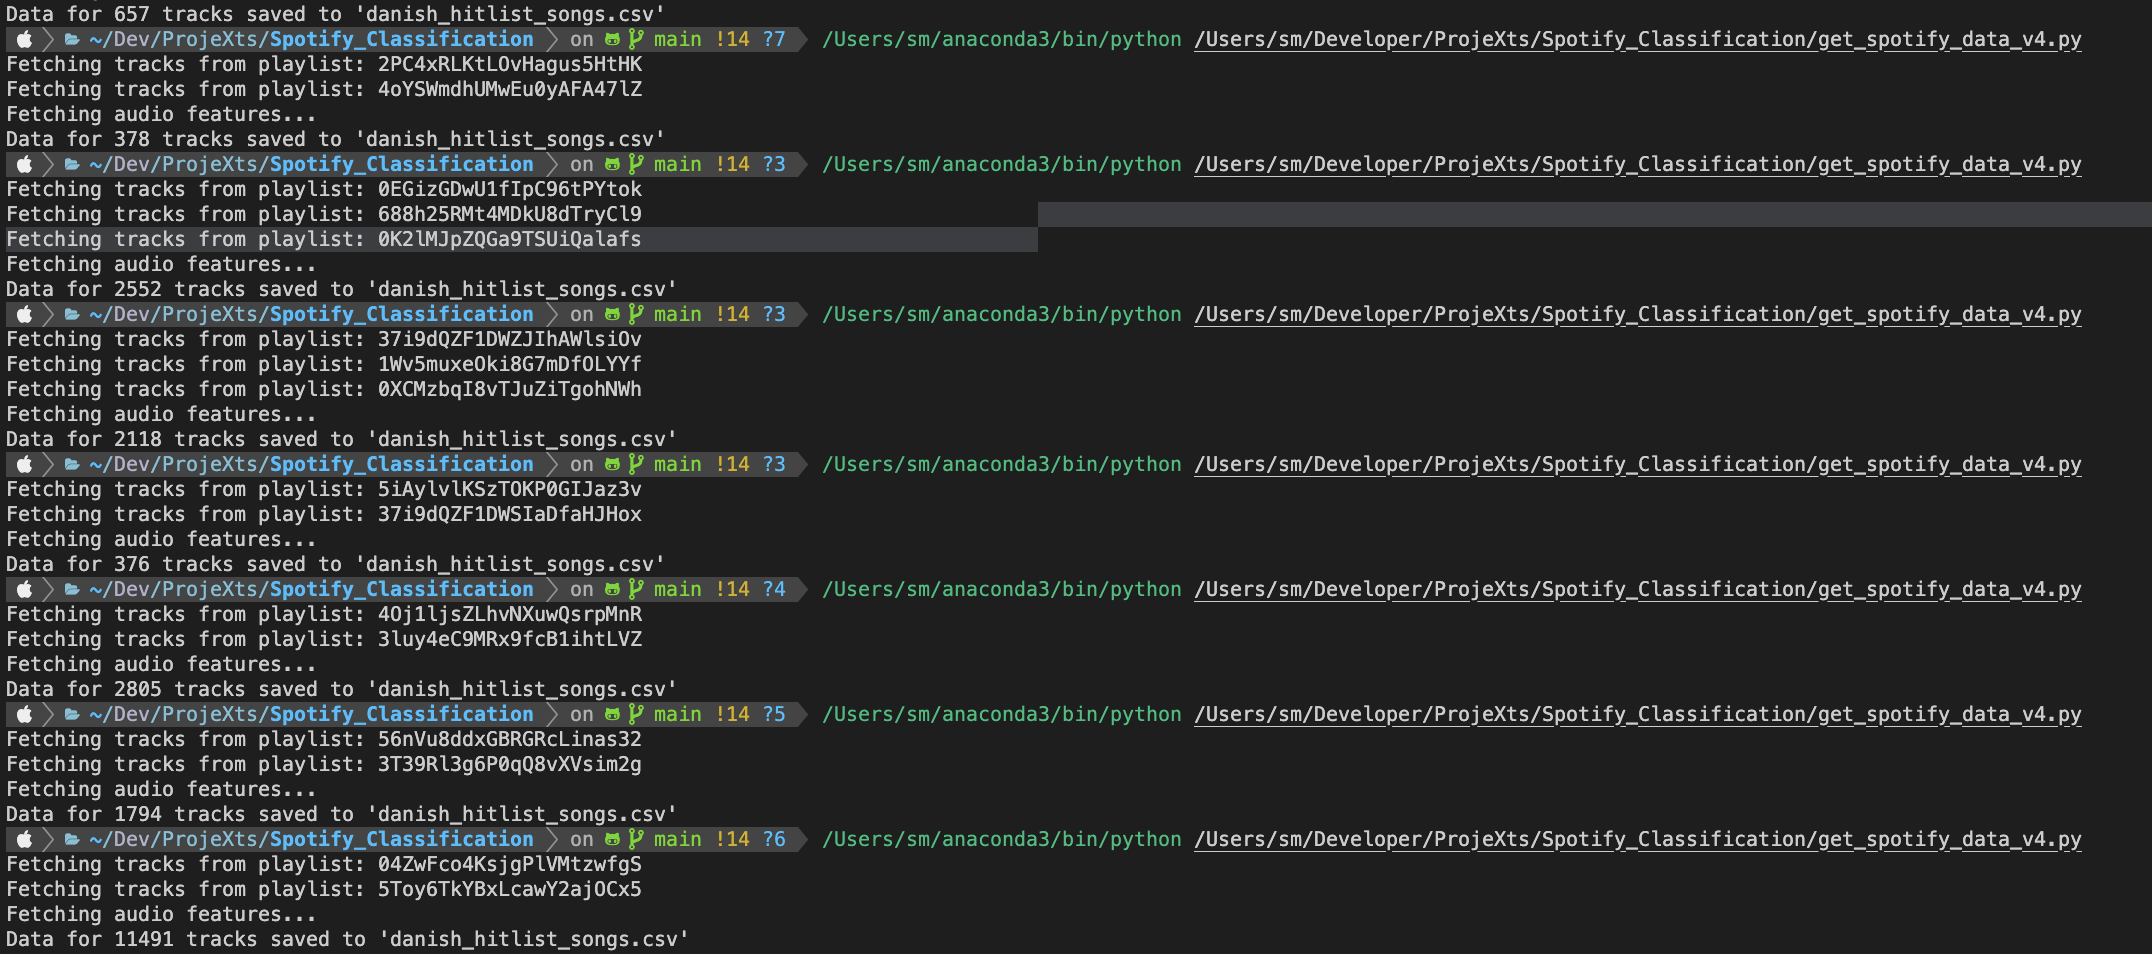 Data for 657 tracks saved to 'danish_hitlist_songs.csv'
~/Dev/ProjeXts/Spotify_Classification on main !14 ?7 /Users/sm/anaconda3/bin/python /Users/sm/Developer/ProjeXts/Spotify_Classification/get_spotify_data_v4.py
Fetching tracks from playlist: 2PC4xRLKtLOvHagus5HtHK
Fetching tracks from playlist: 4oYSWmdhUMwEu0yAFA47lZ
Fetching audio features...
Data for 378 tracks saved to 'danish_hitlist_songs.csv'
~/Dev/ProjeXts/Spotify_Classification on main !14 ?3 /Users/sm/anaconda3/bin/python /Users/sm/Developer/ProjeXts/Spotify_Classification/get_spotify_data_v4.py
Fetching tracks from playlist: 0EGizGDwU1fIpC96tPYtok
Fetching tracks from playlist: 688h25RMt4MDkU8dTryCl9
Fetching tracks from playlist: 0K2lMJpZQGa9TSUiQalafs
Fetching audio features...
Data for 2552 tracks saved to 'danish_hitlist_songs.csv'
~/Dev/ProjeXts/Spotify_Classification on main !14 ?3 /Users/sm/anaconda3/bin/python /Users/sm/Developer/ProjeXts/Spotify_Classification/get_spotify_data_v4.py
Fetching tracks from playlist: 37i9dQZF1DWZJIhAWlsiOv
Fetching tracks from playlist: 1Wv5muxeOki8G7mDfOLYYf
Fetching tracks from playlist: 0XCMzbqI8vTJuZiTgohNWh
Fetching audio features...
Data for 2118 tracks saved to 'danish_hitlist_songs.csv'
~/Dev/ProjeXts/Spotify_Classification on main !14 ?3 /Users/sm/anaconda3/bin/python /Users/sm/Developer/ProjeXts/Spotify_Classification/get_spotify_data_v4.py
Fetching tracks from playlist: 5iAylvlKSzTOKP0GIJaz3v
Fetching tracks from playlist: 37i9dQZF1DWSIaDfaHJHox
Fetching audio features...
Data for 376 tracks saved to 'danish_hitlist_songs.csv'
~/Dev/ProjeXts/Spotify_Classification on main !14 ?4 /Users/sm/anaconda3/bin/python /Users/sm/Developer/ProjeXts/Spotify_Classification/get_spotify_data_v4.py
Fetching tracks from playlist: 4Oj1ljsZLhvNXuwQsrpMnR
Fetching tracks from playlist: 3luy4eC9MRx9fcB1ihtLVZ
Fetching audio features...
Data for 2805 tracks saved to 'danish_hitlist_songs.csv'
~/Dev/ProjeXts/Spotify_Classification on main !14 ?5 /Users/sm/anaconda3/bin/python /Users/sm/Developer/ProjeXts/Spotify_Classification/get_spotify_data_v4.py
Fetching tracks from playlist: 56nVu8ddxGBRGRcLinas32
Fetching tracks from playlist: 3T39Rl3g6P0qQ8vXVsim2g
Fetching audio features...
Data for 1794 tracks saved to 'danish_hitlist_songs.csv'
~/Dev/ProjeXts/Spotify_Classification on main !14 ?6 /Users/sm/anaconda3/bin/python /Users/sm/Developer/ProjeXts/Spotify_Classification/get_spotify_data_v4.py
Fetching tracks from playlist: 04ZwFco4KsjgPlVMtzwfgS
Fetching tracks from playlist: 5Toy6TkYBxLcawY2ajOCx5
Fetching audio features...
Data for 11491 tracks saved to 'danish_hitlist_songs.csv'